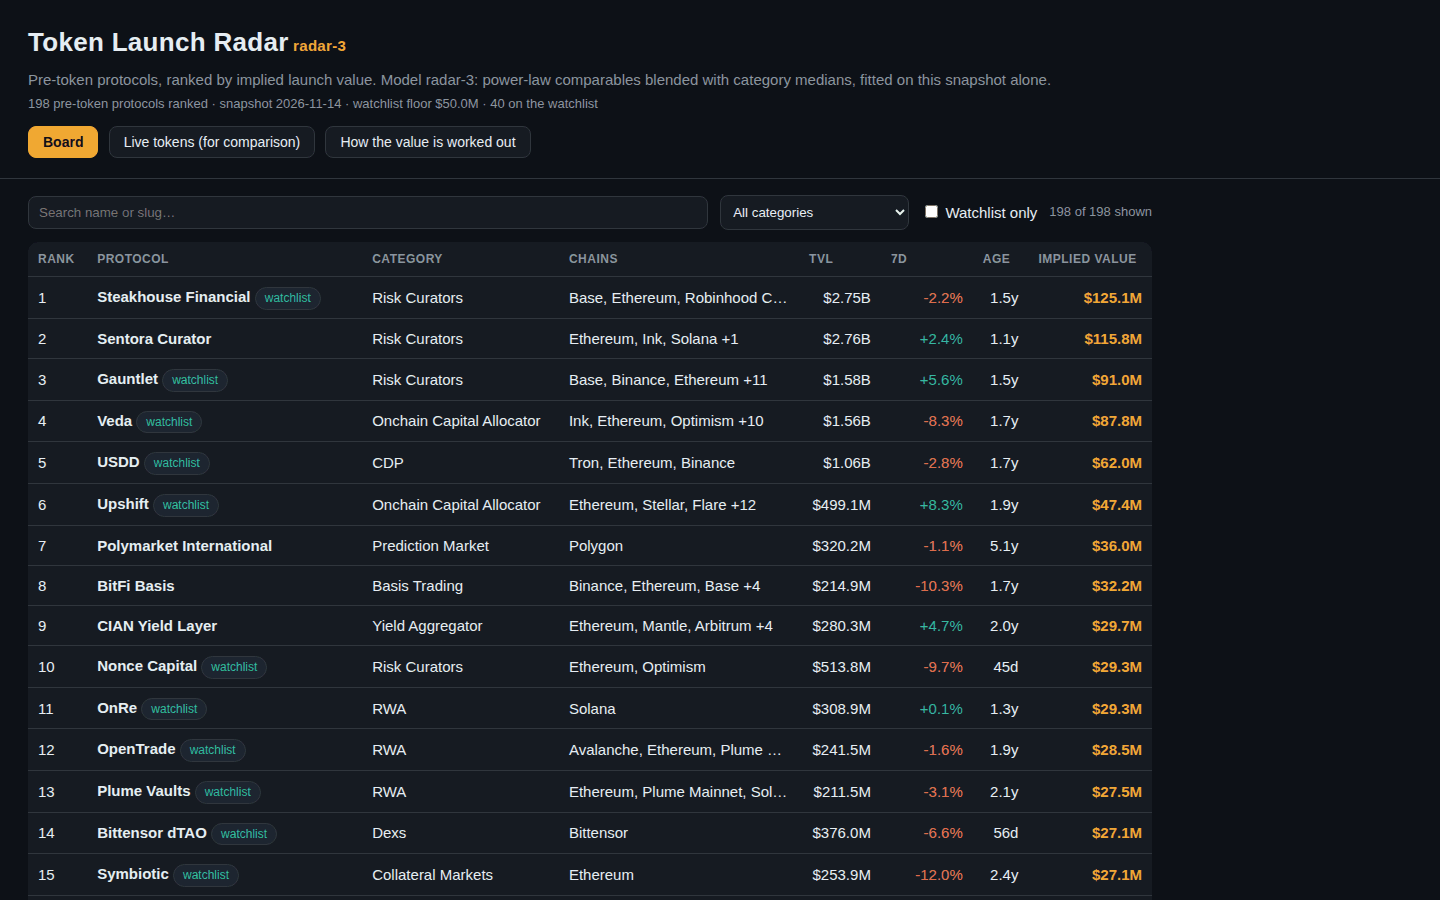 Token Launch Radar radar-3
Pre-token protocols, ranked by implied launch value. Model radar-3: power-law comparables blended with category medians, fitted on this snapshot alone.
198 pre-token protocols ranked · snapshot 2026-11-14 · watchlist floor $50.0M · 40 on the watchlist
Board Live tokens (for comparison) How the value is worked out
Search name or slug… All categories Watchlist only 198 of 198 shown
RANK PROTOCOL CATEGORY CHAINS TVL 7D AGE IMPLIED VALUE
1 Steakhouse Financial watchlist Risk Curators Base, Ethereum, Robinhood C… $2.75B -2.2% 1.5y $125.1M
2 Sentora Curator Risk Curators Ethereum, Ink, Solana +1 $2.76B +2.4% 1.1y $115.8M
3 Gauntlet watchlist Risk Curators Base, Binance, Ethereum +11 $1.58B +5.6% 1.5y $91.0M
4 Veda watchlist Onchain Capital Allocator Ink, Ethereum, Optimism +10 $1.56B -8.3% 1.7y $87.8M
5 USDD watchlist CDP Tron, Ethereum, Binance $1.06B -2.8% 1.7y $62.0M
6 Upshift watchlist Onchain Capital Allocator Ethereum, Stellar, Flare +12 $499.1M +8.3% 1.9y $47.4M
7 Polymarket International Prediction Market Polygon $320.2M -1.1% 5.1y $36.0M
8 BitFi Basis Basis Trading Binance, Ethereum, Base +4 $214.9M -10.3% 1.7y $32.2M
9 CIAN Yield Layer Yield Aggregator Ethereum, Mantle, Arbitrum +4 $280.3M +4.7% 2.0y $29.7M
10 Nonce Capital watchlist Risk Curators Ethereum, Optimism $513.8M -9.7% 45d $29.3M
11 OnRe watchlist RWA Solana $308.9M +0.1% 1.3y $29.3M
12 OpenTrade watchlist RWA Avalanche, Ethereum, Plume … $241.5M -1.6% 1.9y $28.5M
13 Plume Vaults watchlist RWA Ethereum, Plume Mainnet, Sol… $211.5M -3.1% 2.1y $27.5M
14 Bittensor dTAO watchlist Dexs Bittensor $376.0M -6.6% 56d $27.1M
15 Symbiotic watchlist Collateral Markets Ethereum $253.9M -12.0% 2.4y $27.1M